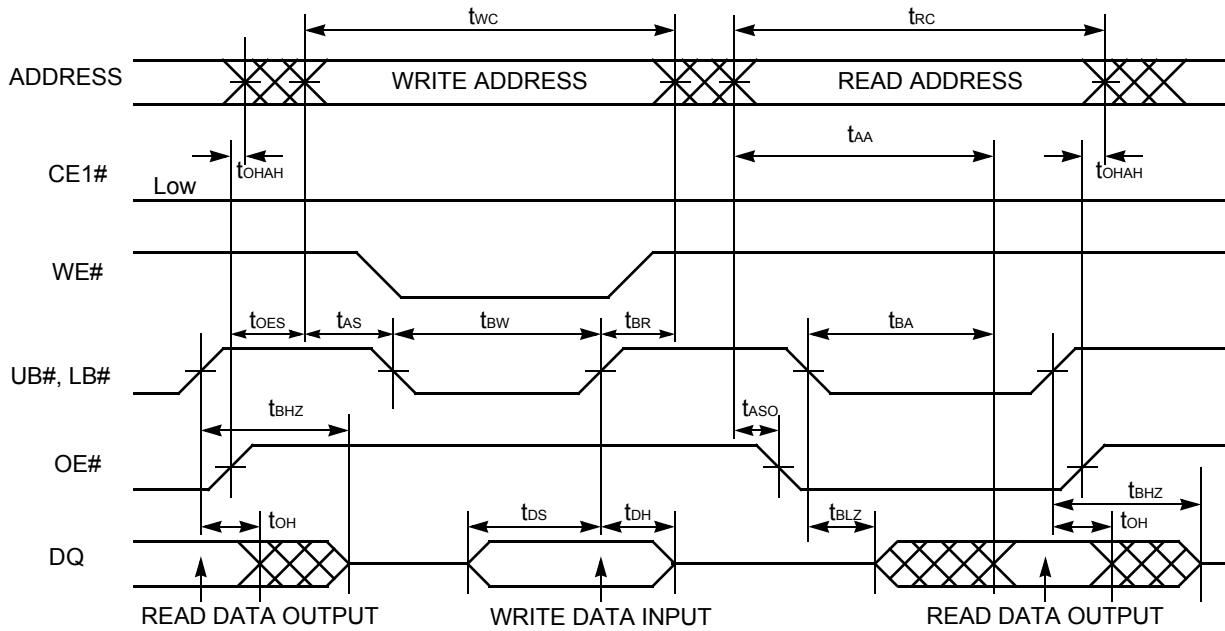 tWC tRC
ADDRESS WRITE ADDRESS READ ADDRESS
tAA
tOHAH tOHAH
CE1# Low
WE#
tOES tAS tBW tBR tBA
UB#, LB#
tBHZ tASO
OE#
tBHZ
tOH tDS tDH tBLZ tOH
DQ
READ DATA OUTPUT WRITE DATA INPUT READ DATA OUTPUT